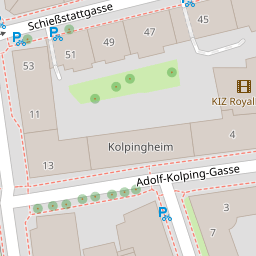 Schießstattgasse
45
47
49
51
53
KIZ Royal
11
4
Kolpingheim
13
Adolf-Kolping-Gasse
3
7